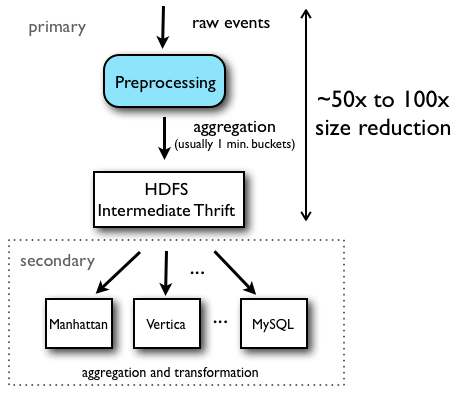 primary
raw events
Preprocessing
~50x to 100x
size reduction
aggregation
(usually 1 min. buckets)
HDFS
Intermediate Thrift
secondary
...
Manhattan
Vertica
...
MySQL
aggregation and transformation